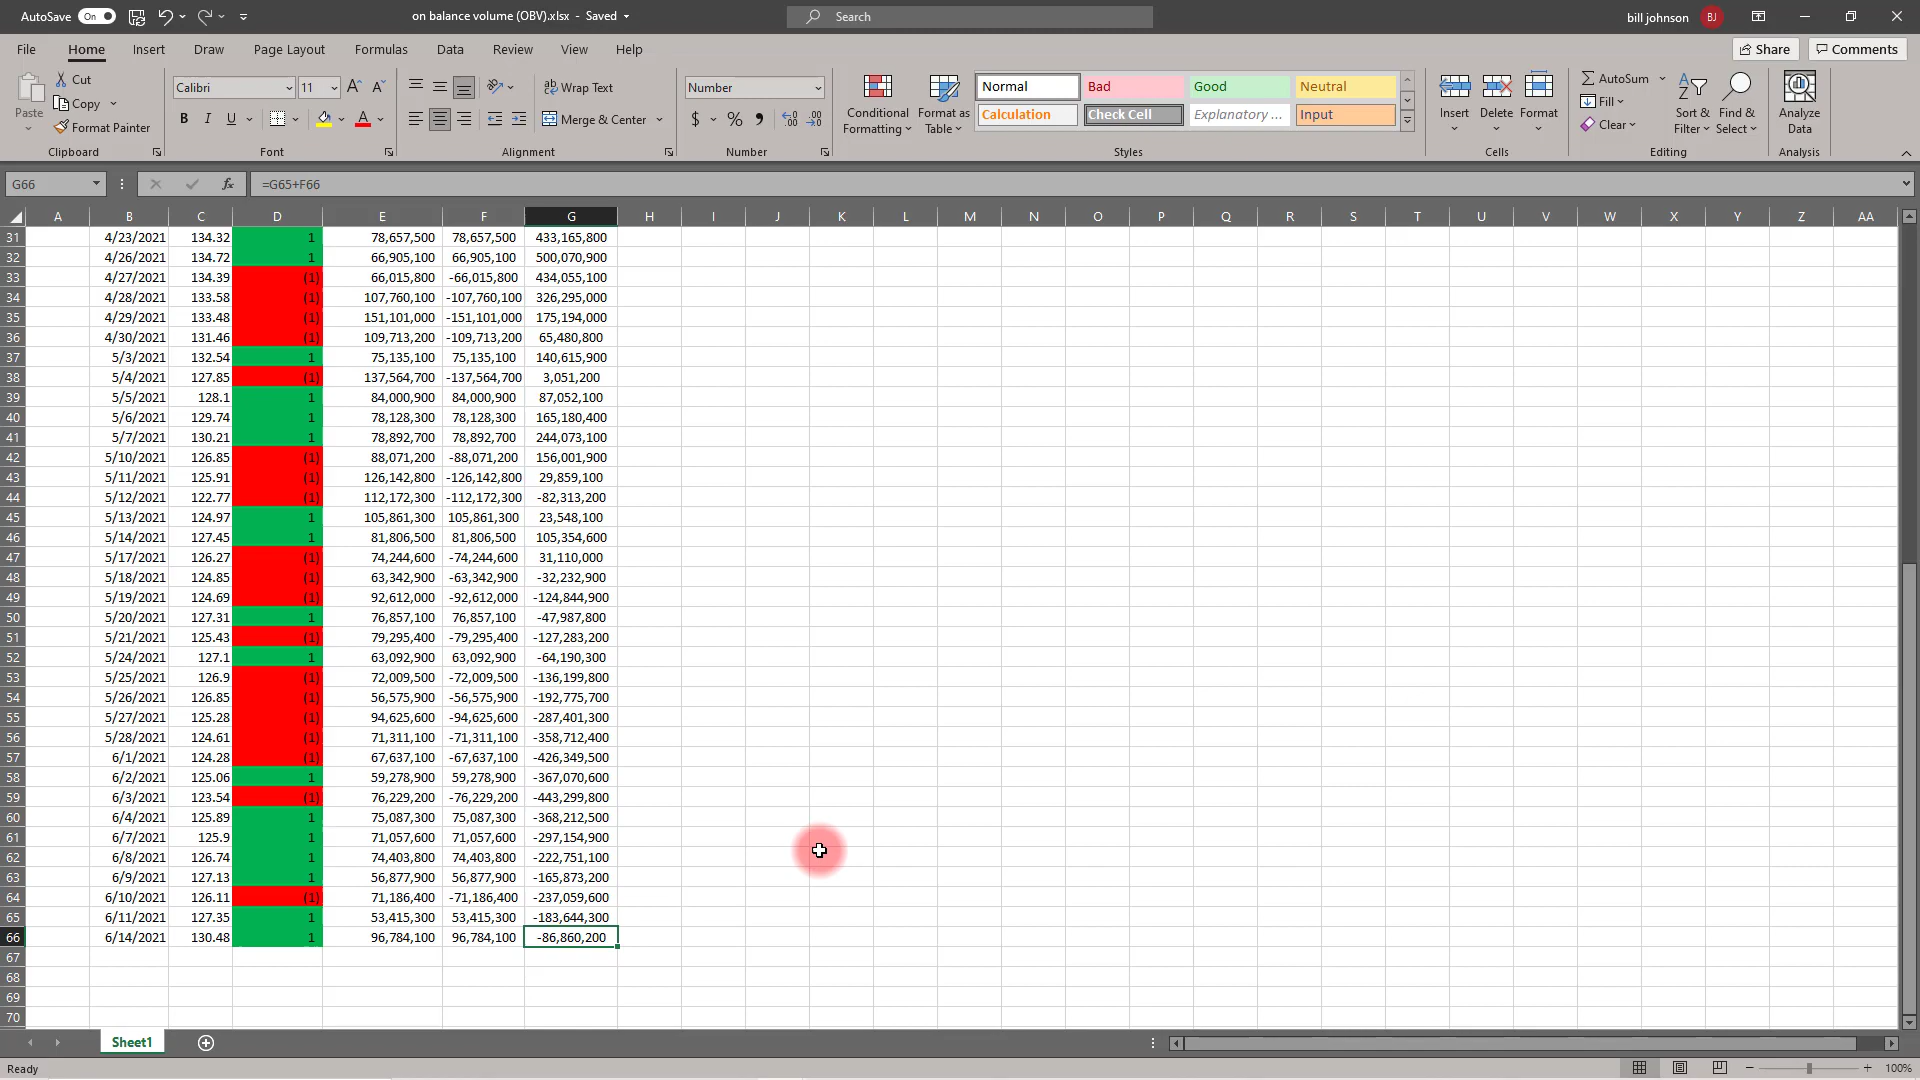 AutoSave On on balance volume (OBV).xlsx - Saved Search bill johnson BJ
File Home Insert Draw Page Layout Formulas Data Review View Help Share Comments
Paste Cut Copy Format Painter Clipboard
Calibri 11 B I U A A A Font
ab Wrap Text Merge & Center Alignment
Number $ % 9 Number
Conditional Formatting Format as Table Normal Bad Good Neutral Calculation Check Cell Explanatory ... Input Styles
Insert Delete Format Cells
AutoSum Fill Clear Sort & Filter Find & Select Editing
Analyze Data Analysis
G66 fx =G65+F66
A B C D E F G H I J K L M N O P Q R S T U V W X Y Z AA
31 4/23/2021 134.32 1 78,657,500 78,657,500 433,165,800
32 4/26/2021 134.72 1 66,905,100 66,905,100 500,070,900
33 4/27/2021 134.39 (1) 66,015,800 -66,015,800 434,055,100
34 4/28/2021 133.58 (1) 107,760,100 -107,760,100 326,295,000
35 4/29/2021 133.48 (1) 151,101,000 -151,101,000 175,194,000
36 4/30/2021 131.46 (1) 109,713,200 -109,713,200 65,480,800
37 5/3/2021 132.54 1 75,135,100 75,135,100 140,615,900
38 5/4/2021 127.85 (1) 137,564,700 -137,564,700 3,051,200
39 5/5/2021 128.1 1 84,000,900 84,000,900 87,052,100
40 5/6/2021 129.74 1 78,128,300 78,128,300 165,180,400
41 5/7/2021 130.21 1 78,892,700 78,892,700 244,073,100
42 5/10/2021 126.85 (1) 88,071,200 -88,071,200 156,001,900
43 5/11/2021 125.91 (1) 126,142,800 -126,142,800 29,859,100
44 5/12/2021 122.77 (1) 112,172,300 -112,172,300 -82,313,200
45 5/13/2021 124.97 1 105,861,300 105,861,300 23,548,100
46 5/14/2021 127.45 1 81,806,500 81,806,500 105,354,600
47 5/17/2021 126.27 (1) 74,244,600 -74,244,600 31,110,000
48 5/18/2021 124.85 (1) 63,342,900 -63,342,900 -32,232,900
49 5/19/2021 124.69 (1) 92,612,000 -92,612,000 -124,844,900
50 5/20/2021 127.31 1 76,857,100 76,857,100 -47,987,800
51 5/21/2021 125.43 (1) 79,295,400 -79,295,400 -127,283,200
52 5/24/2021 127.1 1 63,092,900 63,092,900 -64,190,300
53 5/25/2021 126.9 (1) 72,009,500 -72,009,500 -136,199,800
54 5/26/2021 126.85 (1) 56,575,900 -56,575,900 -192,775,700
55 5/27/2021 125.28 (1) 94,625,600 -94,625,600 -287,401,300
56 5/28/2021 124.61 (1) 71,311,100 -71,311,100 -358,712,400
57 6/1/2021 124.28 (1) 67,637,100 -67,637,100 -426,349,500
58 6/2/2021 125.06 1 59,278,900 59,278,900 -367,070,600
59 6/3/2021 123.54 (1) 76,229,200 -76,229,200 -443,299,800
60 6/4/2021 125.89 1 75,087,300 75,087,300 -368,212,500
61 6/7/2021 125.9 1 71,057,600 71,057,600 -297,154,900
62 6/8/2021 126.74 1 74,403,800 74,403,800 -222,751,100
63 6/9/2021 127.13 1 56,877,900 56,877,900 -165,873,200
64 6/10/2021 126.11 (1) 71,186,400 -71,186,400 -237,059,600
65 6/11/2021 127.35 1 53,415,300 53,415,300 -183,644,300
66 6/14/2021 130.48 1 96,784,100 96,784,100 -86,860,200
67
68
69
70
Sheet1
Ready 100%